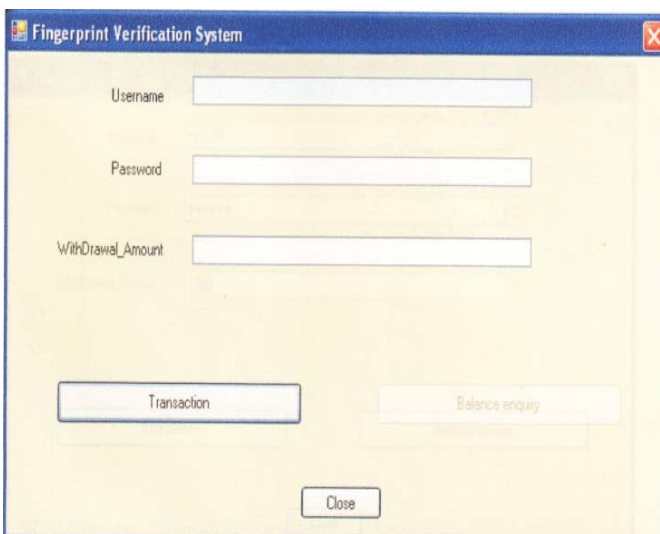 Fingerprint Verification System
Username
Password
WithDrawal_Amount
Transaction Balance enquiry
Close